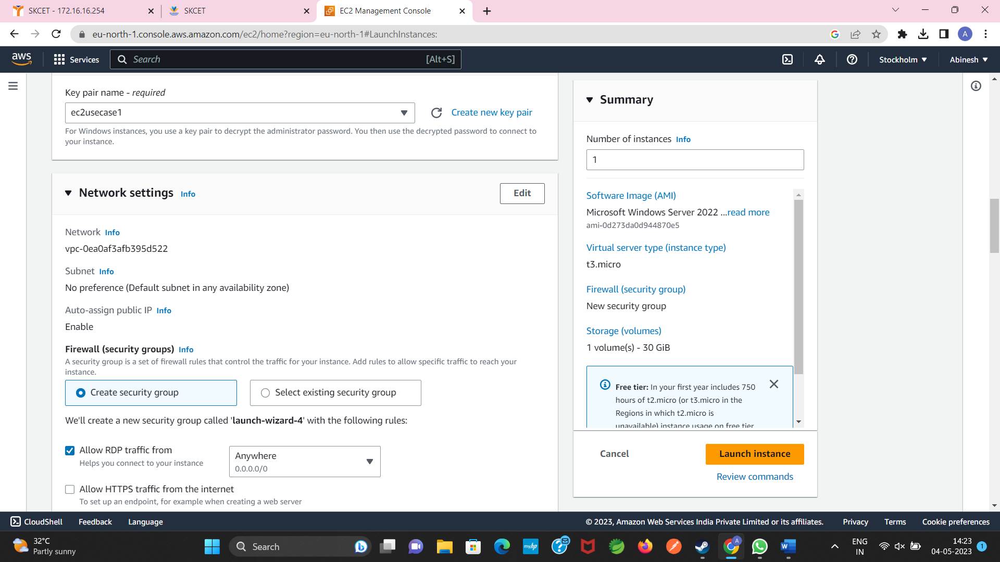 SKCET - 172.16.16.254
SKCET
EC2 Management Console
eu-north-1.console.aws.amazon.com/ec2/home?region=eu-north-1#LaunchInstances:
A
aws
Services
Search
[Alt+S]
Stockholm
Abinesh
Key pair name - required
ec2usecase1
Create new key pair
For Windows instances, you use a key pair to decrypt the administrator password. You then use the decrypted password to connect to
your instance.
Network settings Info
Edit
Network Info
vpc-0ea0af3afb395d522
Subnet Info
No preference (Default subnet in any availability zone)
Auto-assign public IP Info
Enable
Firewall (security groups) Info
A security group is a set of firewall rules that control the traffic for your instance. Add rules to allow specific traffic to reach your
instance.
Create security group
Select existing security group
We'll create a new security group called 'launch-wizard-4' with the following rules:
Allow RDP traffic from
Helps you connect to your instance
Anywhere
0.0.0.0/0
Allow HTTPS traffic from the internet
To set up an endpoint, for example when creating a web server
Summary
Number of instances Info
1
Software Image (AMI)
Microsoft Windows Server 2022 ...read more
ami-0d273da0d944870e5
Virtual server type (instance type)
t3.micro
Firewall (security group)
New security group
Storage (volumes)
1 volume(s) - 30 GiB
Free tier: In your first year includes 750
hours of t2.micro (or t3.micro in the
Regions in which t2.micro is
unavailable) instance usage on free tier
Cancel
Launch instance
Review commands
CloudShell
Feedback
Language
© 2023, Amazon Web Services India Private Limited or its affiliates.
Privacy
Terms
Cookie preferences
32°C
Partly sunny
Search
myhp
A
W
ENG
IN
14:23
04-05-2023
1